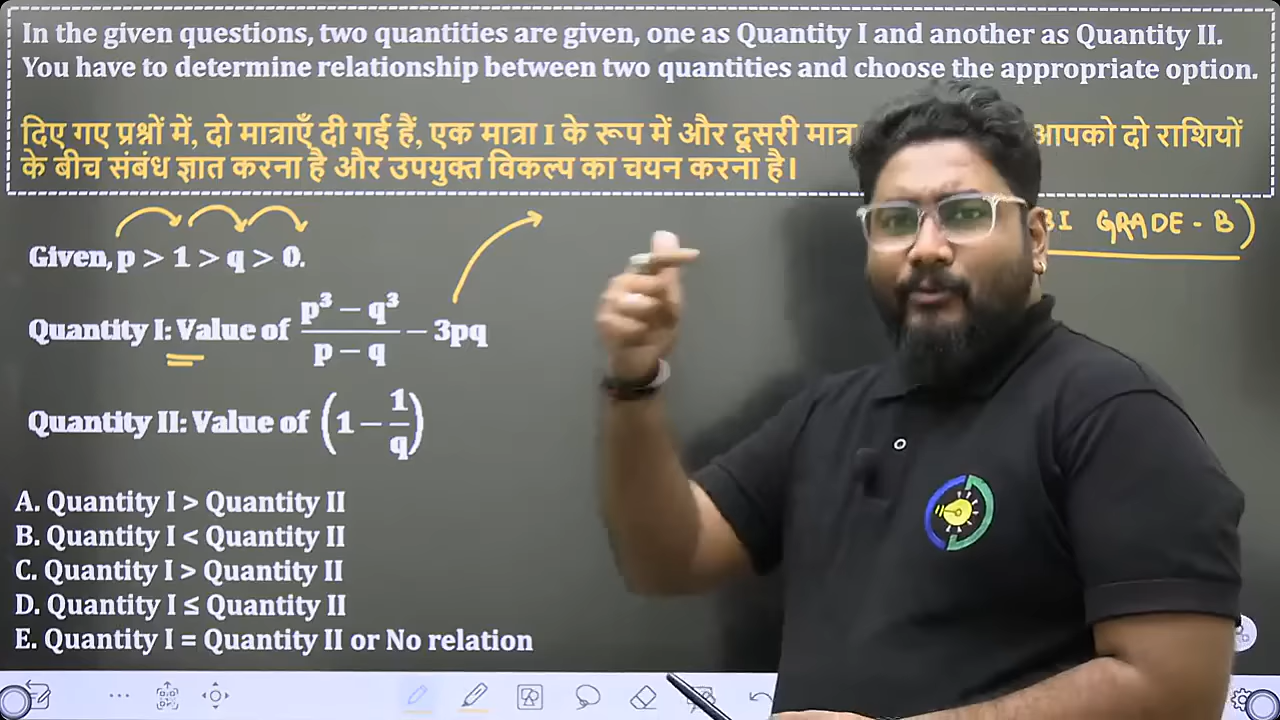 In the given questions, two quantities are given, one as Quantity I and another as Quantity II.
You have to determine relationship between two quantities and choose the appropriate option.
दिए गए प्रश्नों में, दो मात्राएँ दी गई हैं, एक मात्रा I के रूप में और दूसरी आपको दो राशियों
के बीच संबंध ज्ञात करना है और उपयुक्त विकल्प का चयन करना है।
GRADE - B)
Given, p > 1 > q > 0.
Quantity I: Value of (p³ − q³)/(p − q) − 3pq
Quantity II: Value of (1 − 1/q)
A. Quantity I > Quantity II
B. Quantity I < Quantity II
C. Quantity I > Quantity II
D. Quantity I ≤ Quantity II
E. Quantity I = Quantity II or No relation